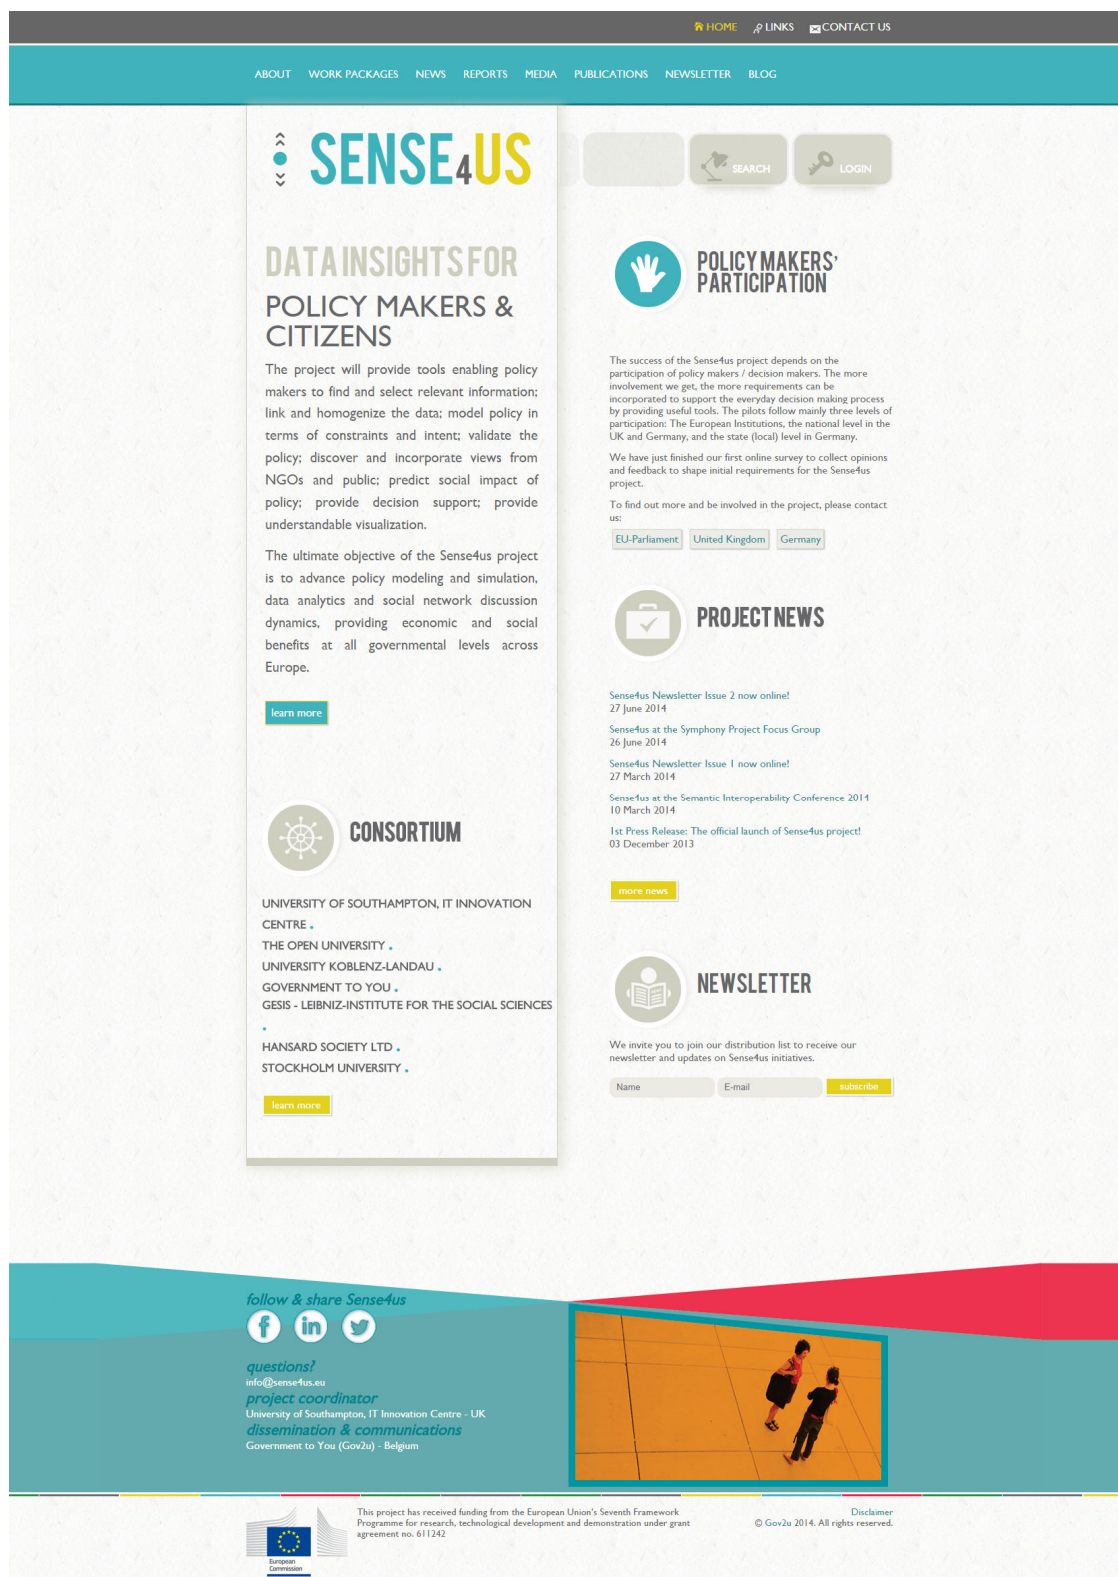 HOME LINKS CONTACT US
ABOUT WORK PACKAGES NEWS REPORTS MEDIA PUBLICATIONS NEWSLETTER BLOG
SENSE4US
SEARCH
LOGIN
DATA INSIGHTS FOR
POLICY MAKERS &
CITIZENS
The project will provide tools enabling policy
makers to find and select relevant information;
link and homogenize the data; model policy in
terms of constraints and intent; validate the
policy; discover and incorporate views from
NGOs and public; predict social impact of
policy; provide decision support; provide
understandable visualization.
The ultimate objective of the Sense4us project
is to advance policy modeling and simulation,
data analytics and social network discussion
dynamics, providing economic and social
benefits at all governmental levels across
Europe.
learn more
CONSORTIUM
UNIVERSITY OF SOUTHAMPTON, IT INNOVATION
CENTRE .
THE OPEN UNIVERSITY .
UNIVERSITY KOBLENZ-LANDAU .
GOVERNMENT TO YOU .
GESIS - LEIBNIZ-INSTITUTE FOR THE SOCIAL SCIENCES
.
HANSARD SOCIETY LTD .
STOCKHOLM UNIVERSITY .
learn more
POLICY MAKERS'
PARTICIPATION
The success of the Sense4us project depends on the
participation of policy makers / decision makers. The more
involvement we get, the more requirements can be
incorporated to support the everyday decision making process
by providing useful tools. The pilots follow mainly three levels of
participation: The European Institutions, the national level in the
UK and Germany, and the state (local) level in Germany.
We have just finished our first online survey to collect opinions
and feedback to shape initial requirements for the Sense4us
project.
To find out more and be involved in the project, please contact
us:
EU-Parliament United Kingdom Germany
PROJECT NEWS
Sense4us Newsletter Issue 2 now online!
27 June 2014
Sense4us at the Symphony Project Focus Group
26 June 2014
Sense4us Newsletter Issue 1 now online!
27 March 2014
Sense4us at the Semantic Interoperability Conference 2014
10 March 2014
1st Press Release: The official launch of Sense4us project!
03 December 2013
more news
NEWSLETTER
We invite you to join our distribution list to receive our
newsletter and updates on Sense4us initiatives.
Name E-mail subscribe
follow & share Sense4us
f in
questions?
info@sense4us.eu
project coordinator
University of Southampton, IT Innovation Centre - UK
dissemination & communications
Government to You (Gov2u) - Belgium
European
Commission
This project has received funding from the European Union's Seventh Framework
Programme for research, technological development and demonstration under grant
agreement no. 611242
Disclaimer
© Gov2u 2014. All rights reserved.